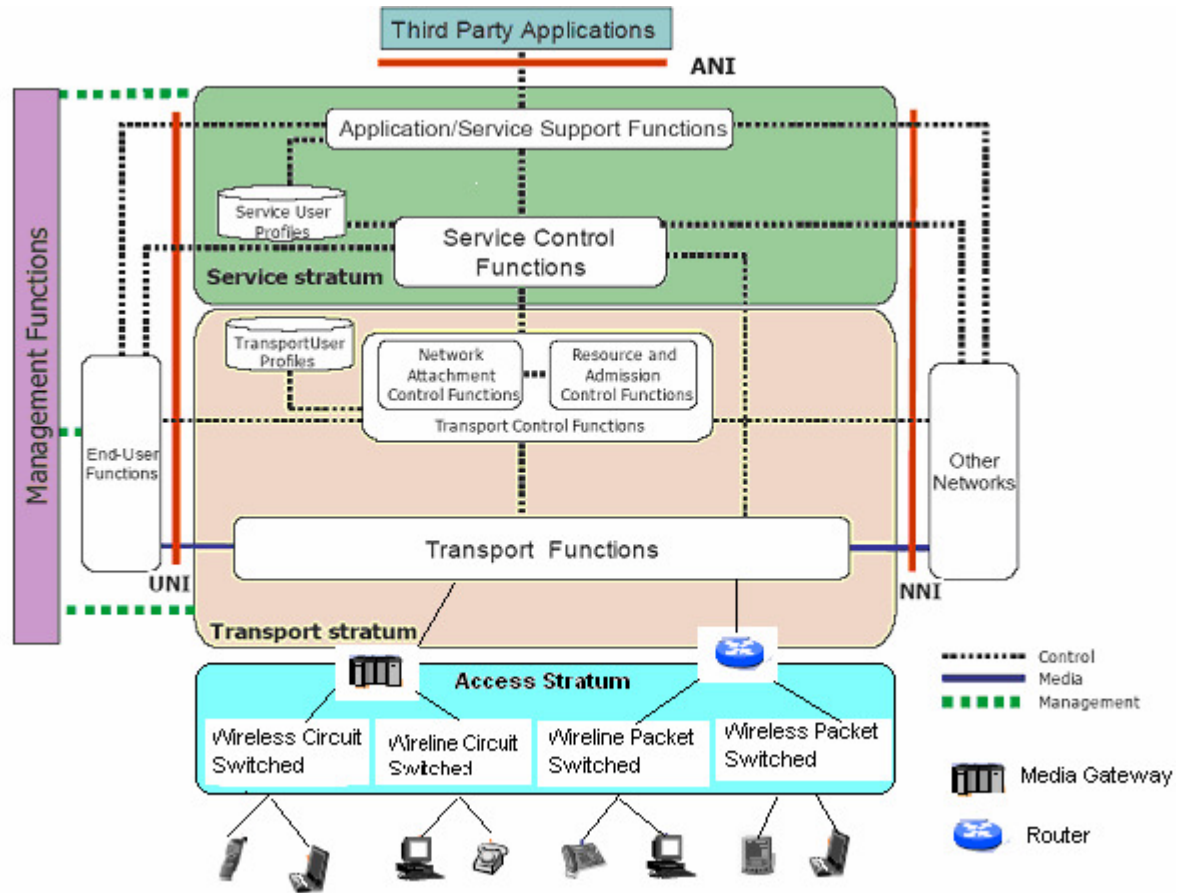 Third Party Applications
ANI
Application/Service Support Functions
Service User
Profiles
Service Control
Functions
Service stratum
Management Functions
TransportUser
Profiles
Network
Attachment
Control Functions
Resource and
Admission
Control Functions
Transport Control Functions
End-User
Functions
Other
Networks
Transport Functions
UNI
NNI
Transport stratum
Access Stratum
Wireless Circuit
Switched
Wireline Circuit
Switched
Wireline Packet
Switched
Wireless Packet
Switched
Control
Media
Management
Media Gateway
Router